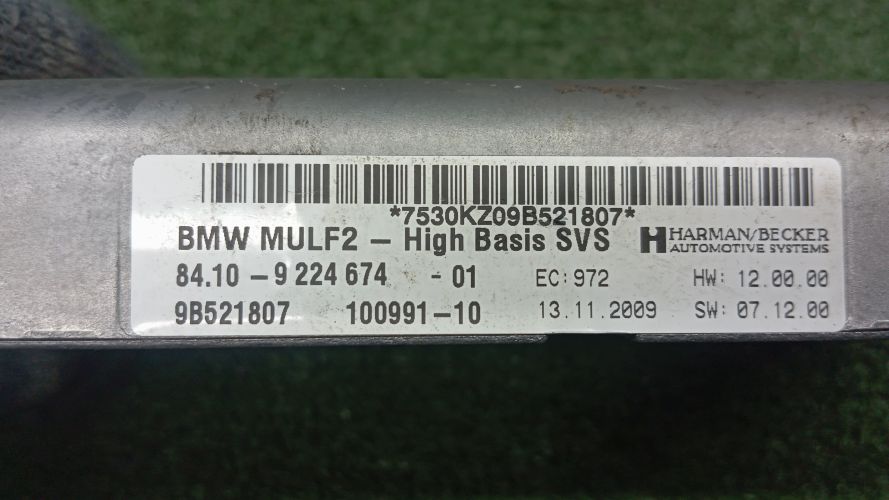 *7530KZ09B521807*
BMW MULF2 – High Basis SVS
HARMAN/BECKER
AUTOMOTIVE SYSTEMS
84.10 – 9 224 674 - 01 EC: 972 HW: 12.00.00
9B521807 100991–10 13.11.2009 SW: 07.12.00